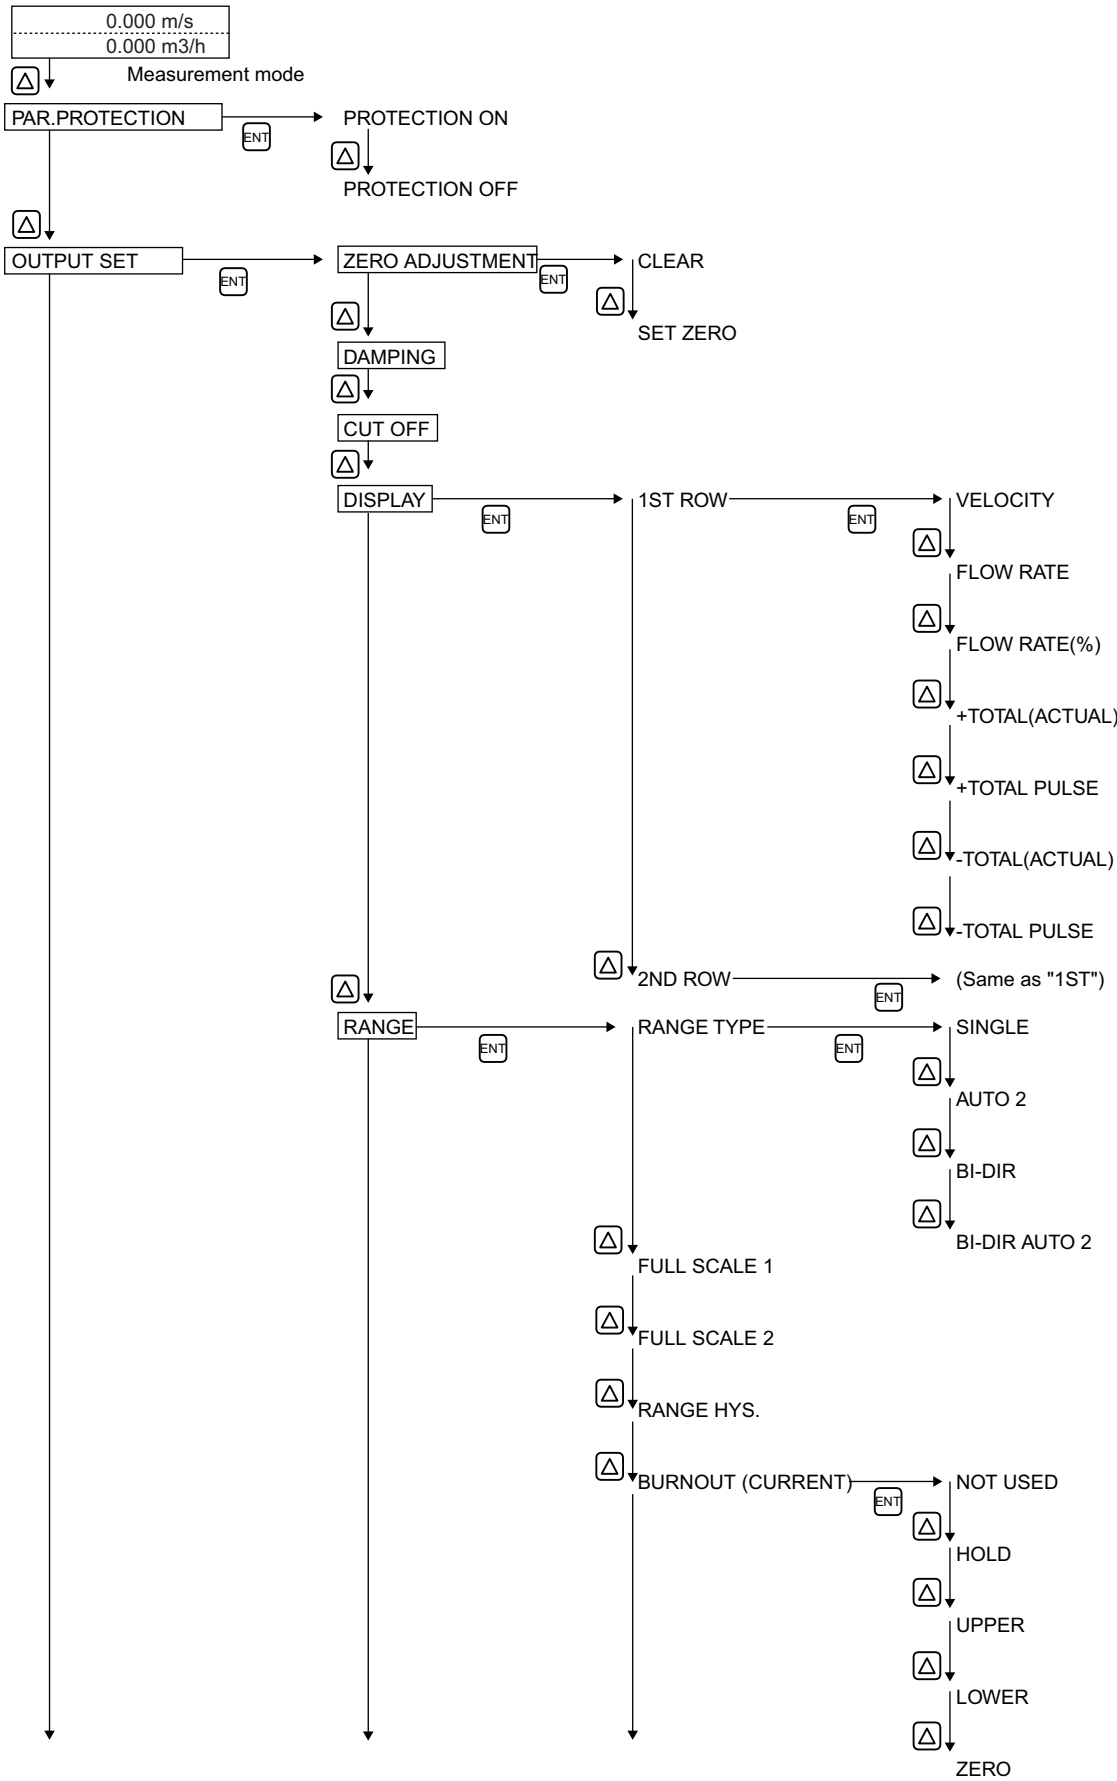 0.000 m/s
0.000 m3/h
Measurement mode
PAR.PROTECTION
ENT
PROTECTION ON
PROTECTION OFF
OUTPUT SET
ENT
ZERO ADJUSTMENT
ENT
CLEAR
SET ZERO
DAMPING
CUT OFF
DISPLAY
ENT
1ST ROW
ENT
VELOCITY
FLOW RATE
FLOW RATE(%)
+TOTAL(ACTUAL)
+TOTAL PULSE
-TOTAL(ACTUAL)
-TOTAL PULSE
2ND ROW
ENT
(Same as "1ST")
RANGE
ENT
RANGE TYPE
ENT
SINGLE
AUTO 2
BI-DIR
BI-DIR AUTO 2
FULL SCALE 1
FULL SCALE 2
RANGE HYS.
BURNOUT (CURRENT)
ENT
NOT USED
HOLD
UPPER
LOWER
ZERO